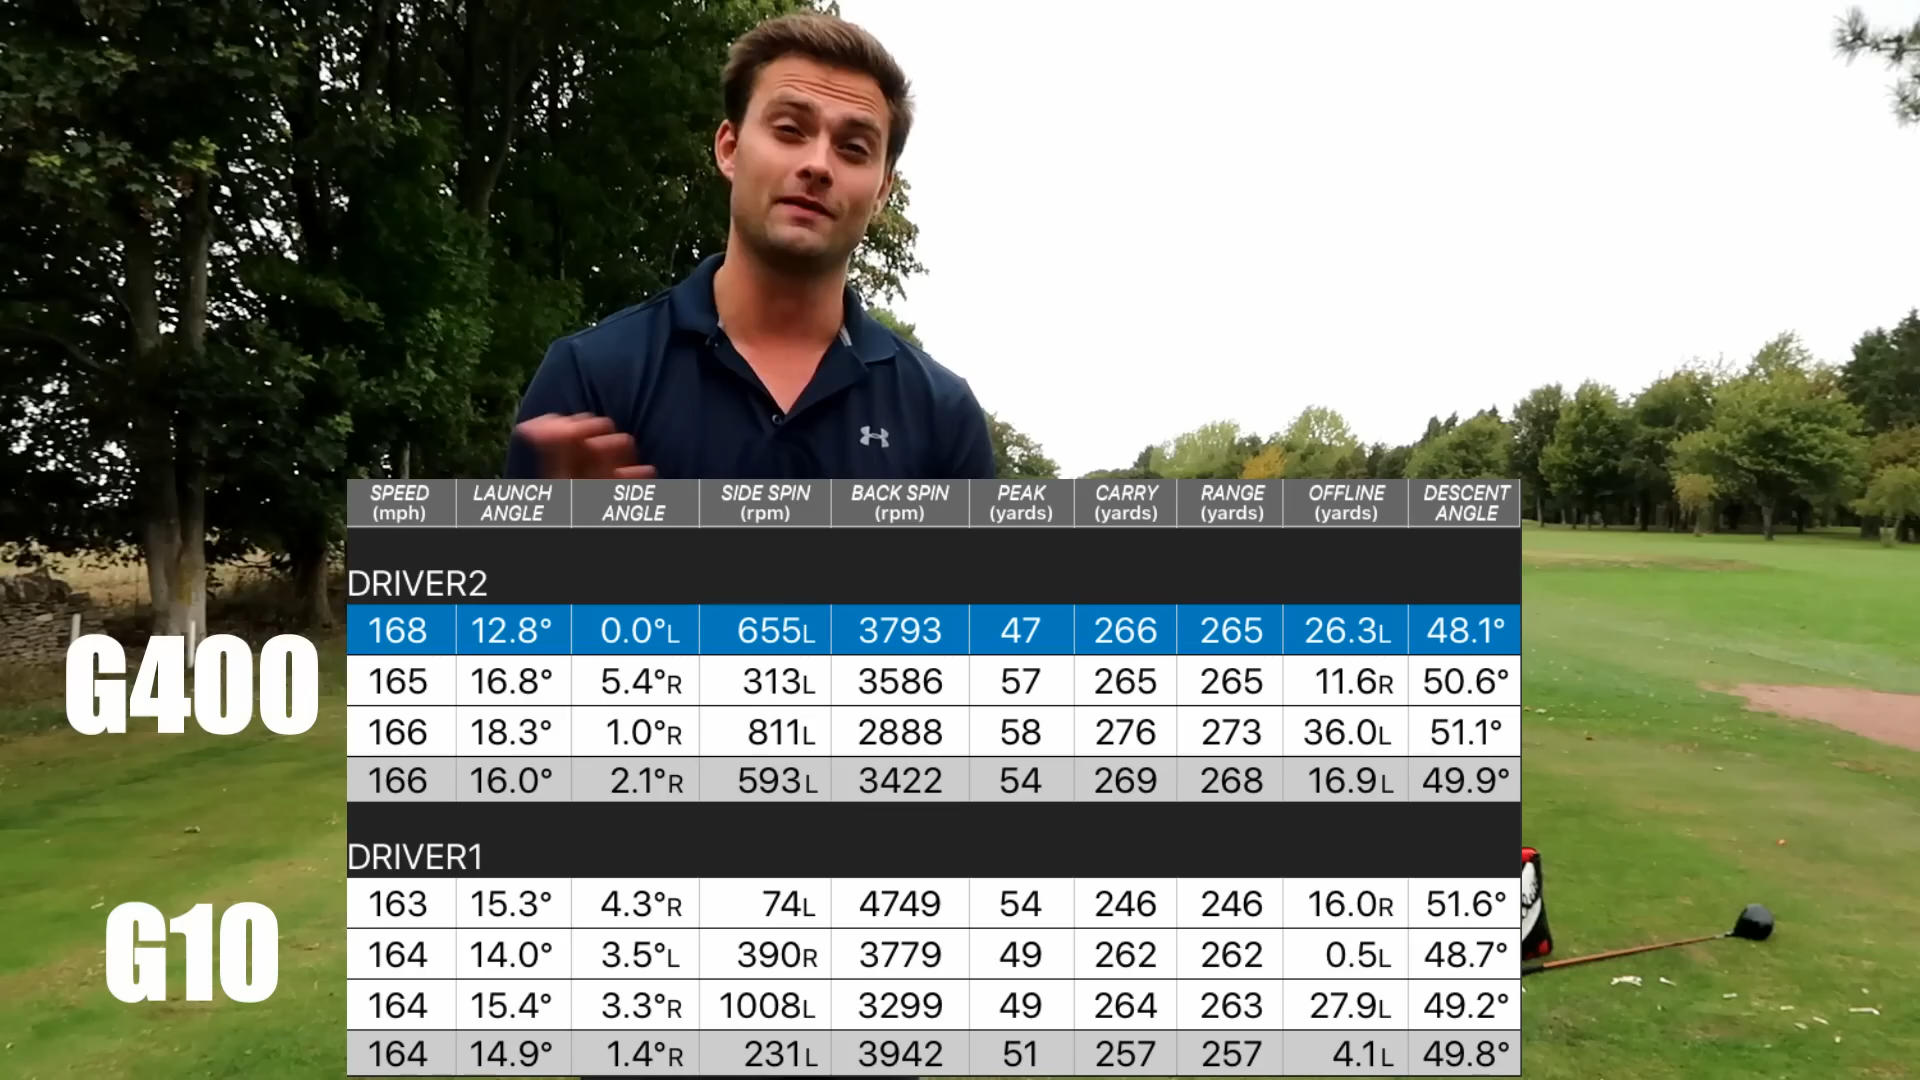 SPEED (mph) LAUNCH ANGLE SIDE ANGLE SIDE SPIN (rpm) BACK SPIN (rpm) PEAK (yards) CARRY (yards) RANGE (yards) OFFLINE (yards) DESCENT ANGLE
DRIVER2
168 12.8° 0.0°L 655L 3793 47 266 265 26.3L 48.1°
G400
165 16.8° 5.4°R 313L 3586 57 265 265 11.6R 50.6°
166 18.3° 1.0°R 811L 2888 58 276 273 36.0L 51.1°
166 16.0° 2.1°R 593L 3422 54 269 268 16.9L 49.9°
DRIVER1
163 15.3° 4.3°R 74L 4749 54 246 246 16.0R 51.6°
G10
164 14.0° 3.5°L 390R 3779 49 262 262 0.5L 48.7°
164 15.4° 3.3°R 1008L 3299 49 264 263 27.9L 49.2°
164 14.9° 1.4°R 231L 3942 51 257 257 4.1L 49.8°